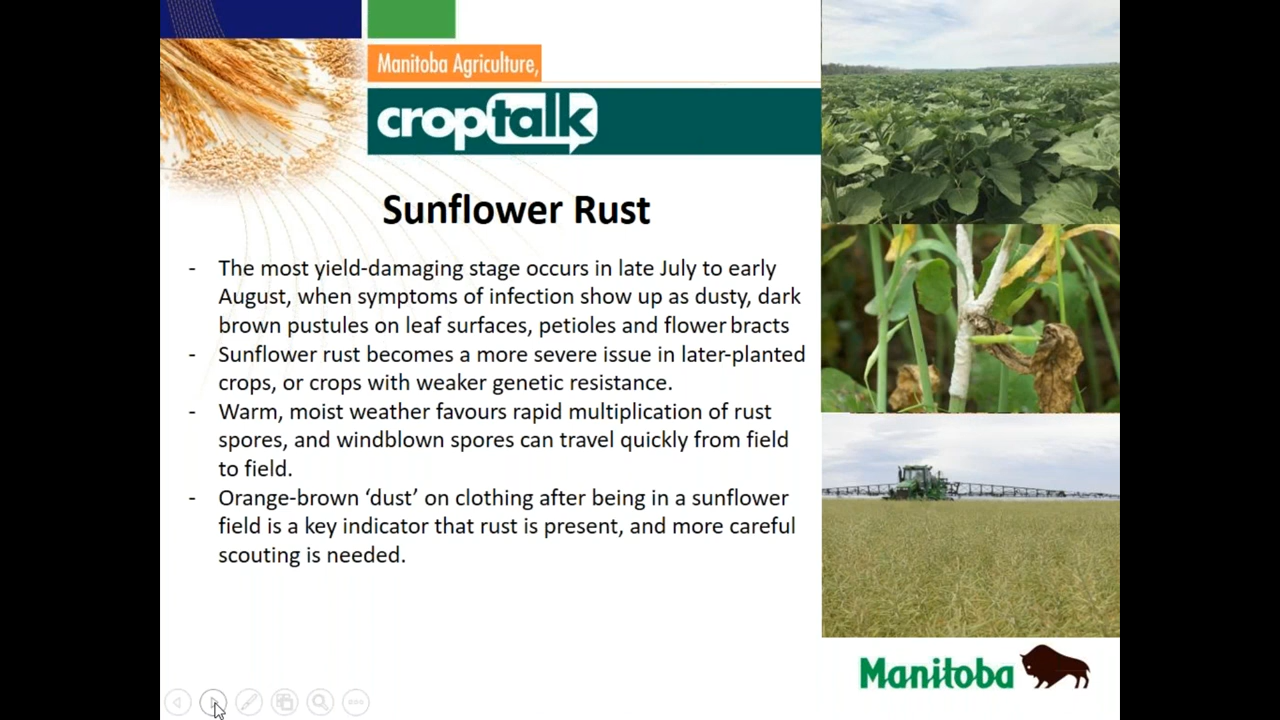 Manitoba Agriculture,
croptalk
Sunflower Rust
- The most yield-damaging stage occurs in late July to early
August, when symptoms of infection show up as dusty, dark
brown pustules on leaf surfaces, petioles and flower bracts
- Sunflower rust becomes a more severe issue in later-planted
crops, or crops with weaker genetic resistance.
- Warm, moist weather favours rapid multiplication of rust
spores, and windblown spores can travel quickly from field
to field.
- Orange-brown ‘dust’ on clothing after being in a sunflower
field is a key indicator that rust is present, and more careful
scouting is needed.
Manitoba